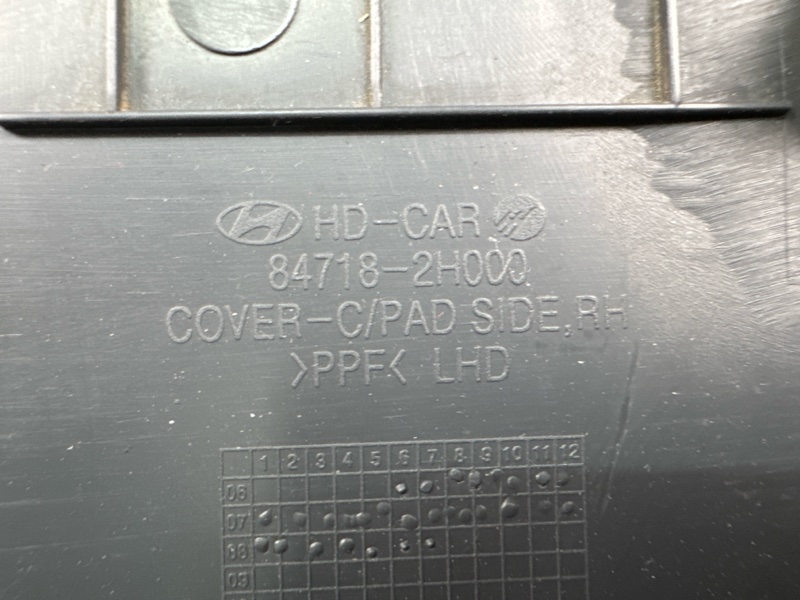 HD-CAR
84718-2H000
COVER-C/PAD SIDE,RH
>PPF< LHD
1 2 3 4 5 6 7 8 9 10 11 12
06
07
08
09